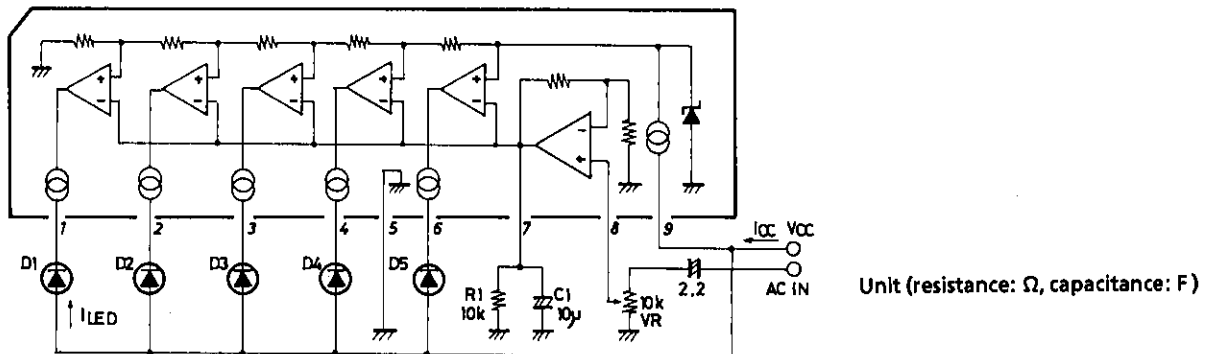 +
-
+
-
+
-
+
-
+
-
-
+
1 2 3 4 5 6 7 8 9
ICC VCC
AC IN
D1 D2 D3 D4 D5
ILED
R1
10k
C1
10µ
10k
VR
2.2
Unit (resistance: Ω, capacitance: F)